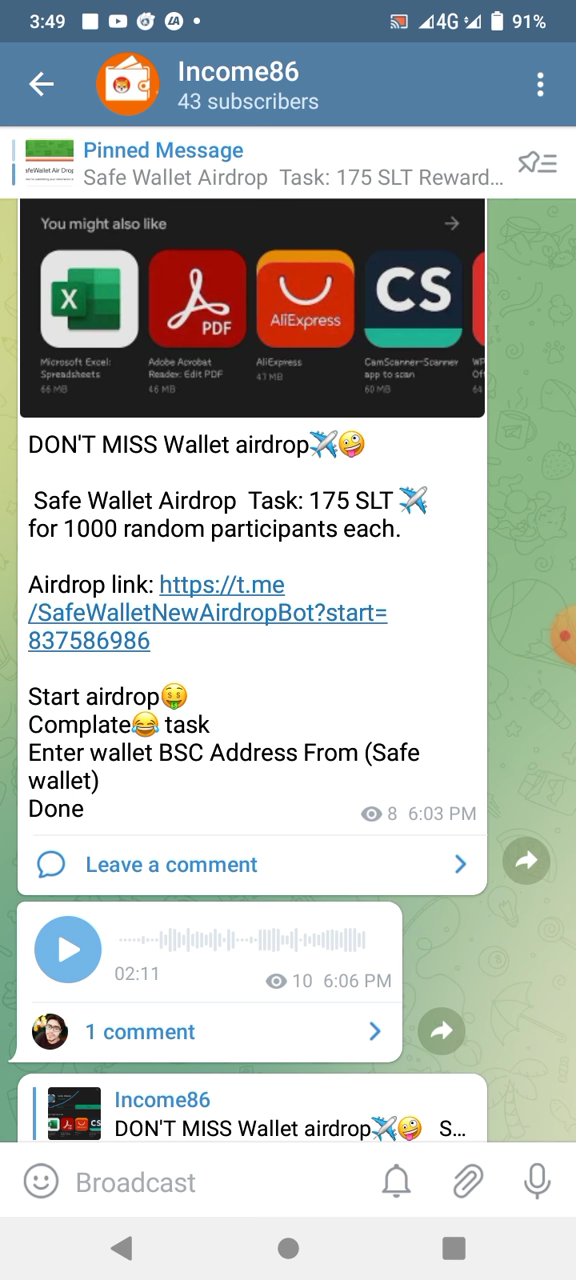 3:49
4G
91%
Income86
43 subscribers
Pinned Message
Safe Wallet Airdrop Task: 175 SLT Reward...
You might also like
X
PDF
AliExpress
CS
Microsoft Excel:
Spreadsheets
66 MB
Adobe Acrobat
Reader: Edit PDF
46 MB
AliExpress
47 MB
CamScanner-Scanner
app to scan
60 MB
DON'T MISS Wallet airdrop✈️🤪
Safe Wallet Airdrop Task: 175 SLT ✈️
for 1000 random participants each.
Airdrop link: https://t.me
/SafeWalletNewAirdropBot?start=
837586986
Start airdrop🤑
Complate😂 task
Enter wallet BSC Address From (Safe
wallet)
Done
8 6:03 PM
Leave a comment
02:11
10 6:06 PM
1 comment
Income86
CS
DON'T MISS Wallet airdrop✈️🤪 S...
Broadcast